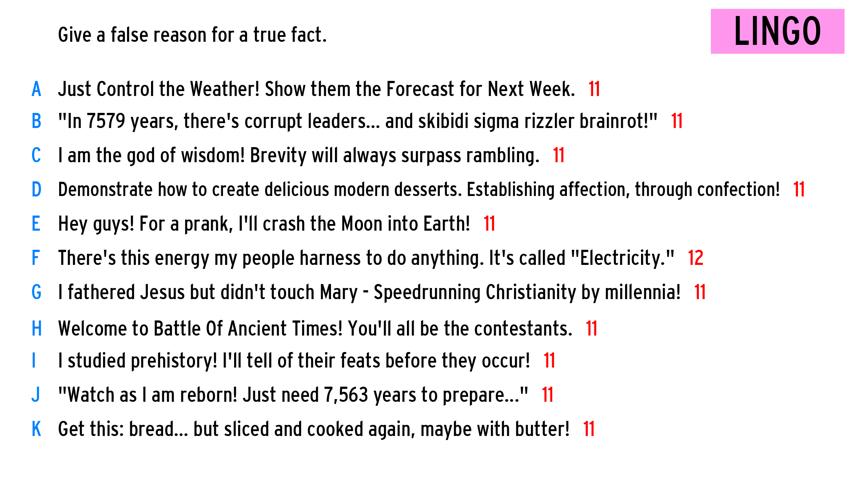 Give a false reason for a true fact.
LINGO
A Just Control the Weather! Show them the Forecast for Next Week. 11
B "In 7579 years, there's corrupt leaders... and skibidi sigma rizzler brainrot!" 11
C I am the god of wisdom! Brevity will always surpass rambling. 11
D Demonstrate how to create delicious modern desserts. Establishing affection, through confection! 11
E Hey guys! For a prank, I'll crash the Moon into Earth! 11
F There's this energy my people harness to do anything. It's called "Electricity." 12
G I fathered Jesus but didn't touch Mary - Speedrunning Christianity by millennia! 11
H Welcome to Battle Of Ancient Times! You'll all be the contestants. 11
I I studied prehistory! I'll tell of their feats before they occur! 11
J "Watch as I am reborn! Just need 7,563 years to prepare..." 11
K Get this: bread... but sliced and cooked again, maybe with butter! 11